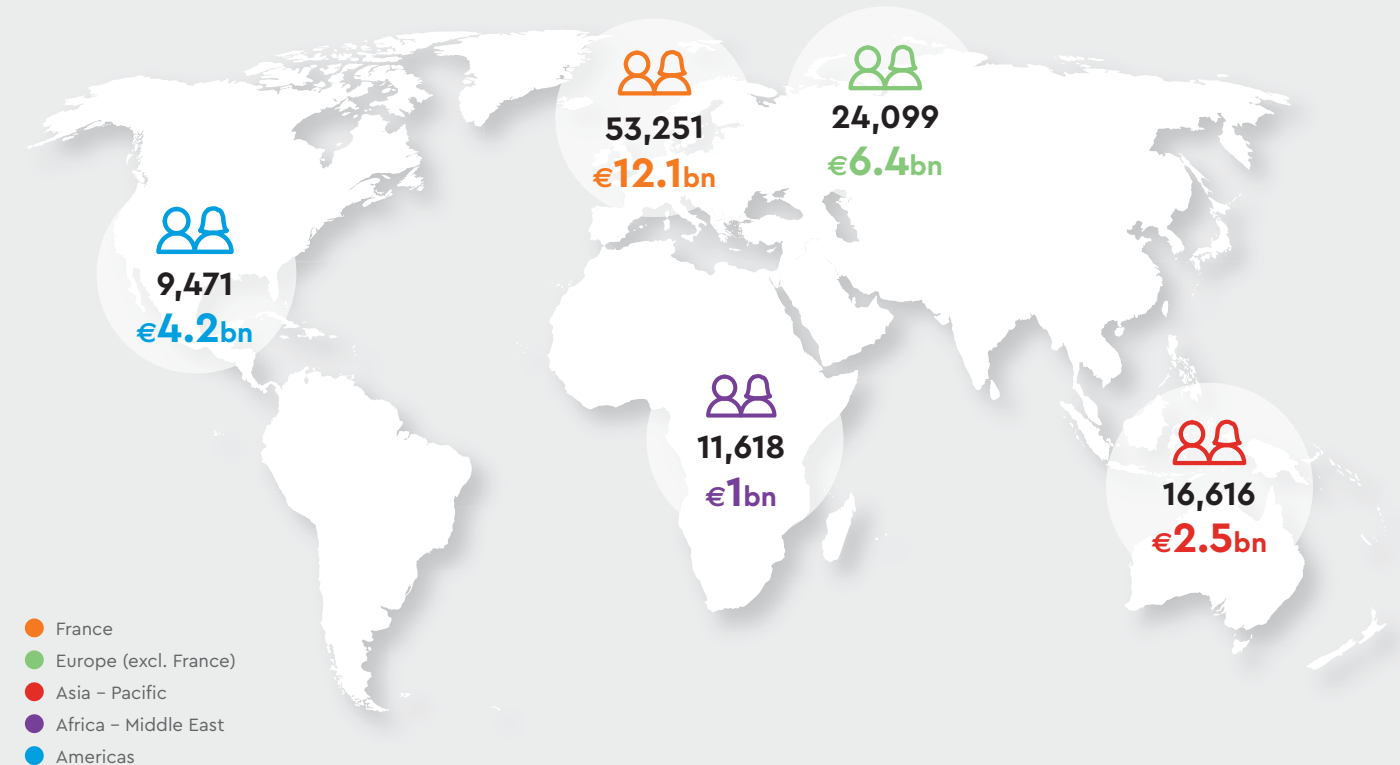 53,251
€12.1bn
24,099
€6.4bn
9,471
€4.2bn
11,618
€1bn
16,616
€2.5bn
France
Europe (excl. France)
Asia – Pacific
Africa – Middle East
Americas